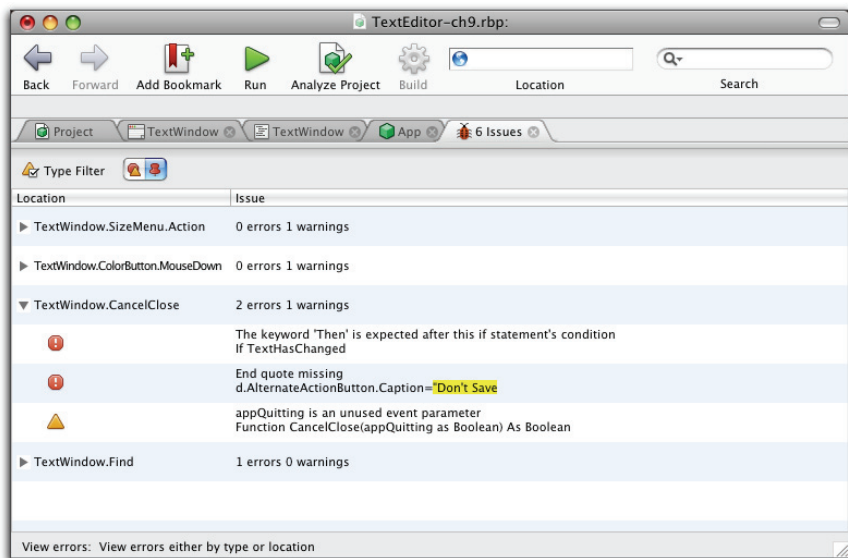 TextEditor-ch9.rbp:
Back Forward Add Bookmark Run Analyze Project Build Location Search
Project TextWindow TextWindow App 6 Issues
Type Filter
Location Issue
TextWindow.SizeMenu.Action 0 errors 1 warnings
TextWindow.ColorButton.MouseDown 0 errors 1 warnings
TextWindow.CancelClose 2 errors 1 warnings
The keyword 'Then' is expected after this if statement's condition
If TextHasChanged
End quote missing
d.AlternateActionButton.Caption="Don't Save
appQuitting is an unused event parameter
Function CancelClose(appQuitting as Boolean) As Boolean
TextWindow.Find 1 errors 0 warnings
View errors: View errors either by type or location